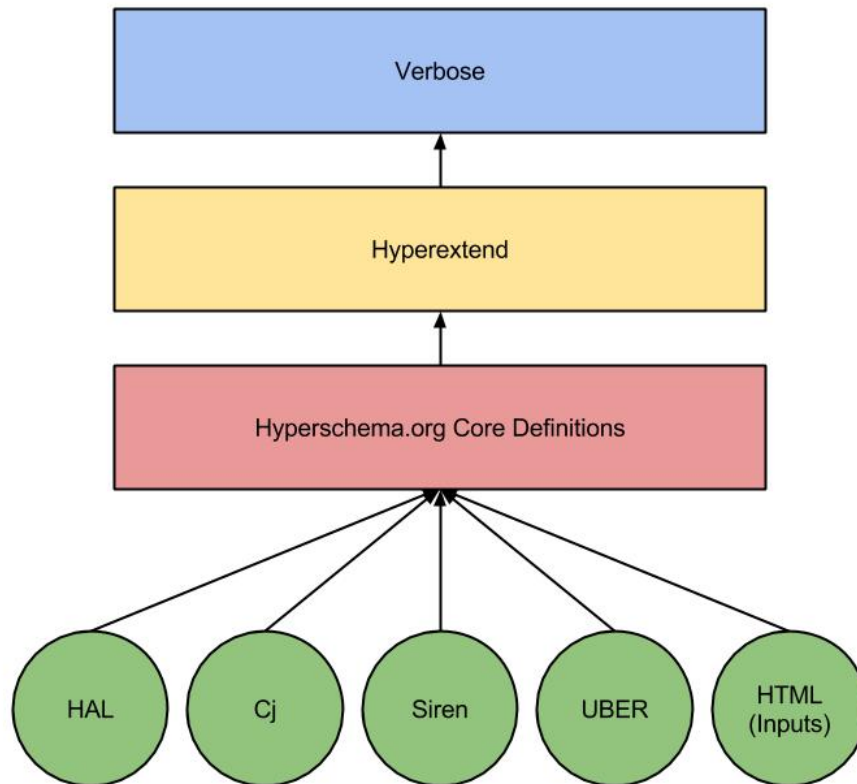 Verbose
Hyperextend
Hyperschema.org Core Definitions
HAL
Cj
Siren
UBER
HTML
(Inputs)